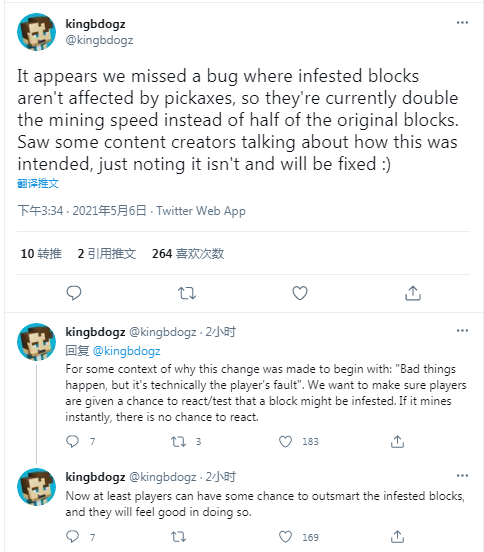 kingbdogz
@kingbdogz
It appears we missed a bug where infested blocks
aren't affected by pickaxes, so they're currently double
the mining speed instead of half of the original blocks.
Saw some content creators talking about how this was
intended, just noting it isn't and will be fixed :)
翻译推文
下午3:34 · 2021年5月6日 · Twitter Web App
10 转推 2 引用推文 264 喜欢次数
kingbdogz @kingbdogz · 2小时
回复 @kingbdogz
For some context of why this change was made to begin with: "Bad things
happen, but it's technically the player's fault". We want to make sure players
are given a chance to react/test that a block might be infested. If it mines
instantly, there is no chance to react.
7 3 183
kingbdogz @kingbdogz · 2小时
Now at least players can have some chance to outsmart the infested blocks,
and they will feel good in doing so.
7 169